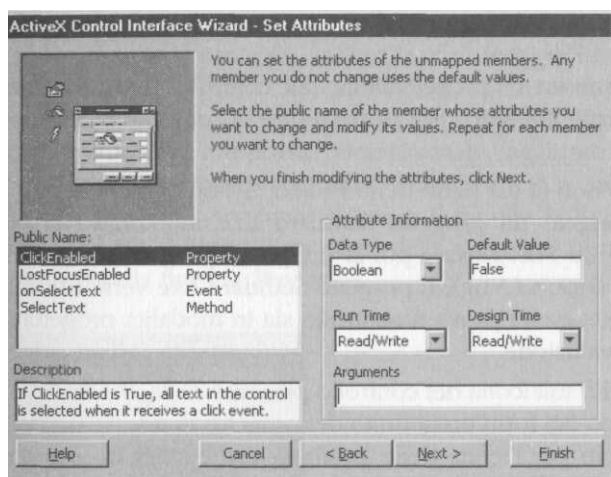 ActiveX Control Interface Wizard - Set Attributes
You can set the attributes of the unmapped members. Any
member you do not change uses the default values.
Select the public name of the member whose attributes you
want to change and modify its values. Repeat for each member
you want to change.
When you finish modifying the attributes, click Next.
Public Name:
ClickEnabled Property
LostFocusEnabled Property
onSelectText Event
SelectText Method
Description
If ClickEnabled is True, all text in the control
is selected when it receives a click event.
Attribute Information
Data Type Default Value
Boolean False
Run Time Design Time
Read/Write Read/Write
Arguments
Help Cancel < Back Next > Finish